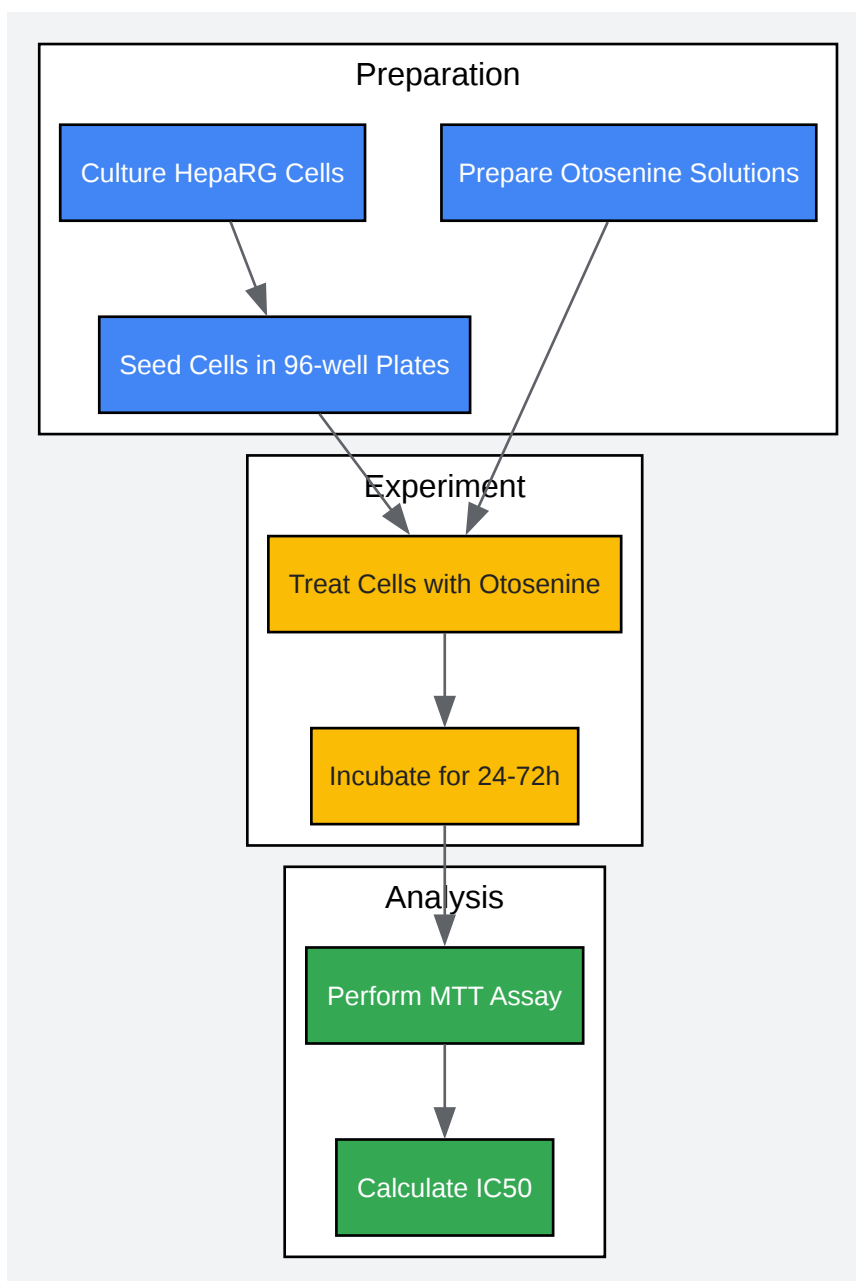 Preparation
Culture HepaRG Cells
Prepare Otosenine Solutions
Seed Cells in 96-well Plates
Experiment
Treat Cells with Otosenine
Incubate for 24-72h
Analysis
Perform MTT Assay
Calculate IC50